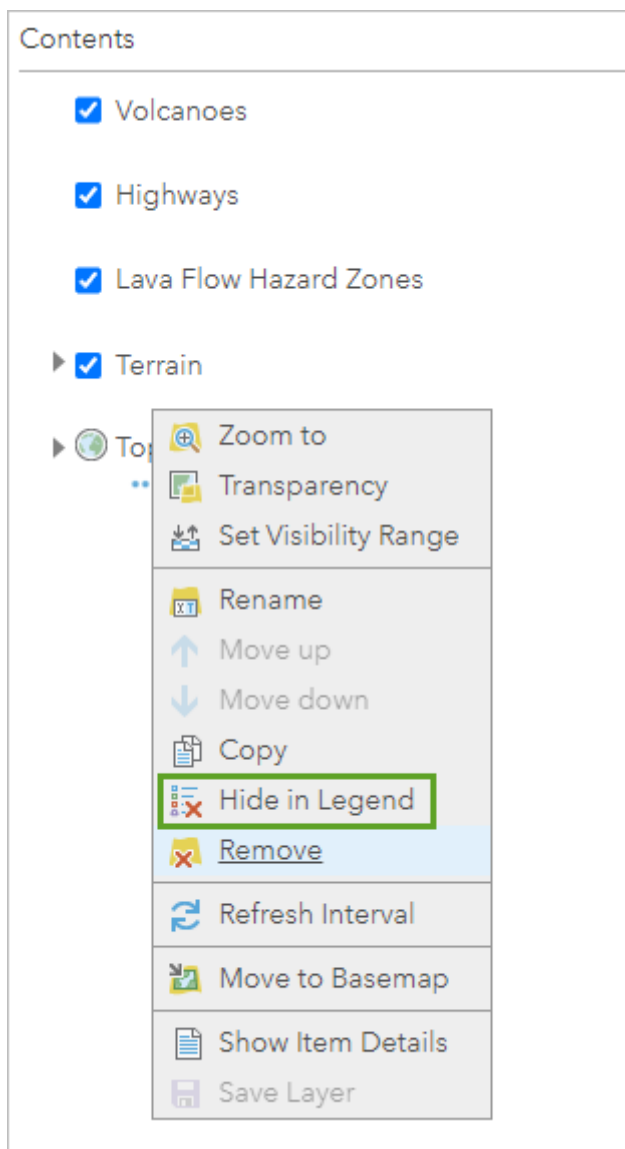 Contents
Volcanoes
Highways
Lava Flow Hazard Zones
Terrain
Top
Zoom to
Transparency
Set Visibility Range
Rename
Move up
Move down
Copy
Hide in Legend
Remove
Refresh Interval
Move to Basemap
Show Item Details
Save Layer